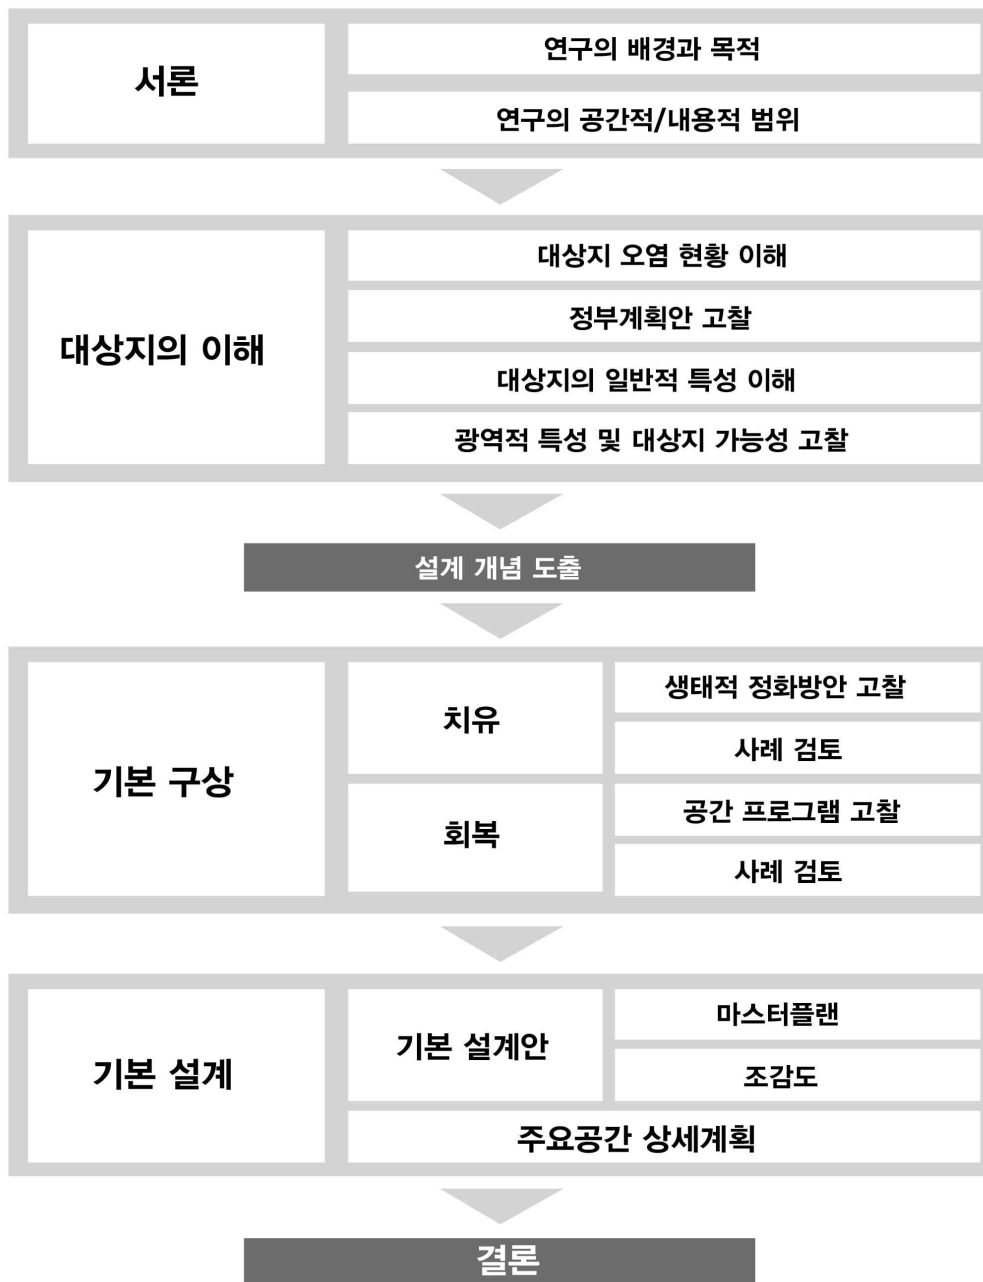 서론
연구의 배경과 목적
연구의 공간적/내용적 범위
대상지의 이해
대상지 오염 현황 이해
정부계획안 고찰
대상지의 일반적 특성 이해
광역적 특성 및 대상지 가능성 고찰
설계 개념 도출
기본 구상
치유
생태적 정화방안 고찰
사례 검토
회복
공간 프로그램 고찰
사례 검토
기본 설계
기본 설계안
마스터플랜
조감도
주요공간 상세계획
결론